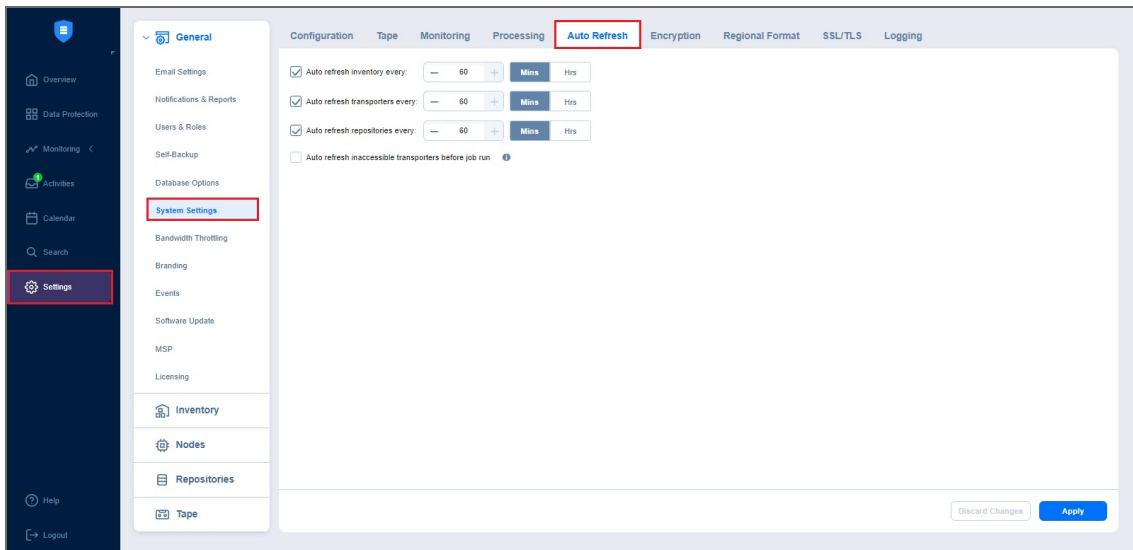 Overview
Data Protection
Monitoring
1
Activities
Calendar
Search
Settings
Help
Logout
General
Email Settings
Notifications & Reports
Users & Roles
Self-Backup
Database Options
System Settings
Bandwidth Throttling
Branding
Events
Software Update
MSP
Licensing
Inventory
Nodes
Repositories
Tape
Configuration Tape Monitoring Processing Auto Refresh Encryption Regional Format SSL/TLS Logging
Auto refresh inventory every: − 60 + Mins Hrs
Auto refresh transporters every: − 60 + Mins Hrs
Auto refresh repositories every: − 60 + Mins Hrs
Auto refresh inaccessible transporters before job run
Discard Changes Apply